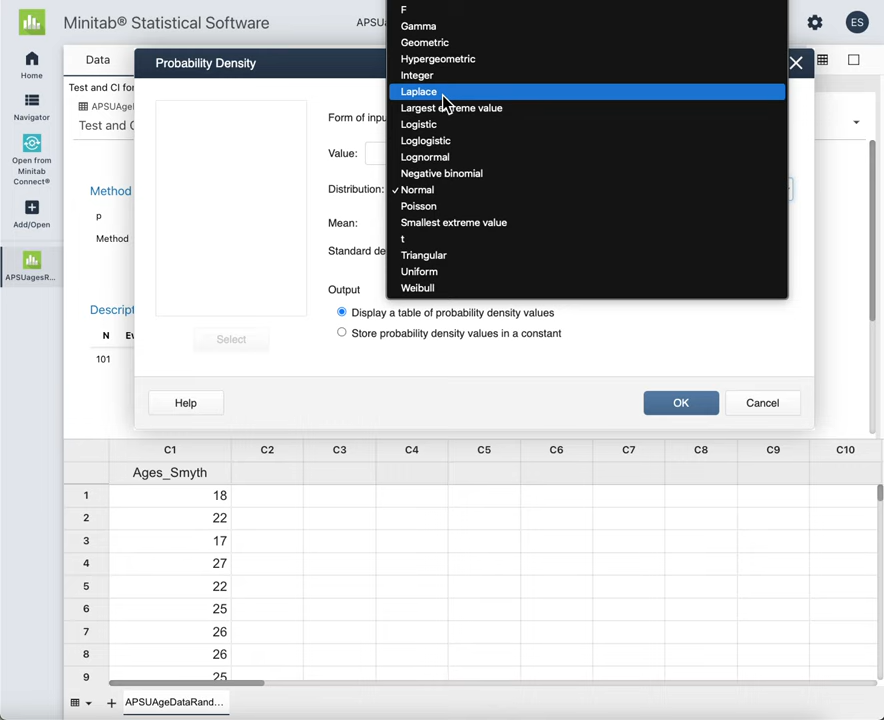 Minitab® Statistical Software
APSU
ES
Home
Navigator
Open from
Minitab
Connect®
Add/Open
APSUagesR...
Data
Test and CI for
APSUAgeD
Test and C
Method
p
Method
Descript
N Ev
101
Probability Density
Form of inpu
Value:
Distribution:
Mean:
Standard de
Output
Display a table of probability density values
Store probability density values in a constant
Select
Help
OK
Cancel
F
Gamma
Geometric
Hypergeometric
Integer
Laplace
Largest extreme value
Logistic
Loglogistic
Lognormal
Negative binomial
✓ Normal
Poisson
Smallest extreme value
t
Triangular
Uniform
Weibull
C1 C2 C3 C4 C5 C6 C7 C8 C9 C10
Ages_Smyth
1 18
2 22
3 17
4 27
5 22
6 25
7 26
8 26
9 25
+ APSUAgeDataRand...